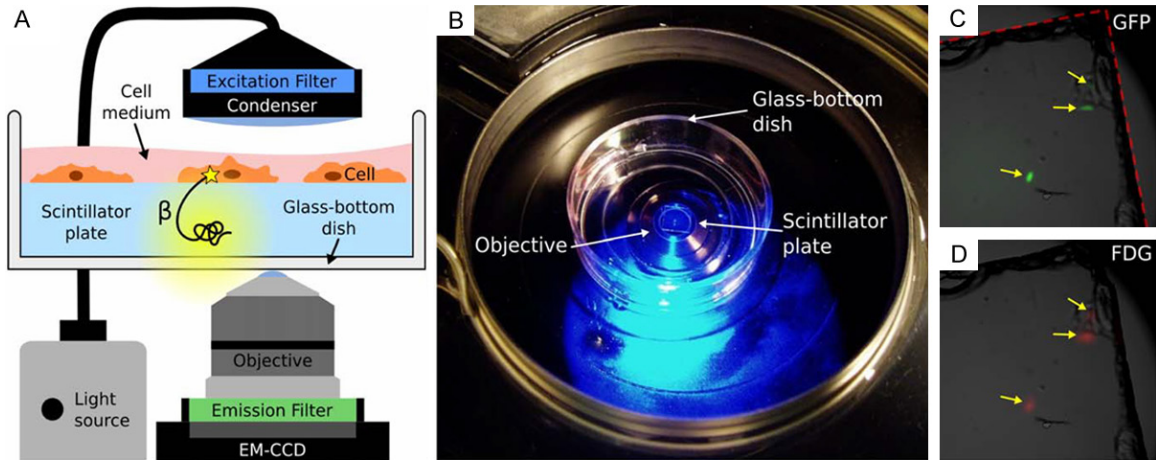 A
Excitation Filter
Condenser
Cell
medium
Cell
β
Scintillator
plate
Glass-bottom
dish
Objective
Light
source
Emission Filter
EM-CCD
B
Glass-bottom
dish
Objective
Scintillator
plate
C
GFP
D
FDG